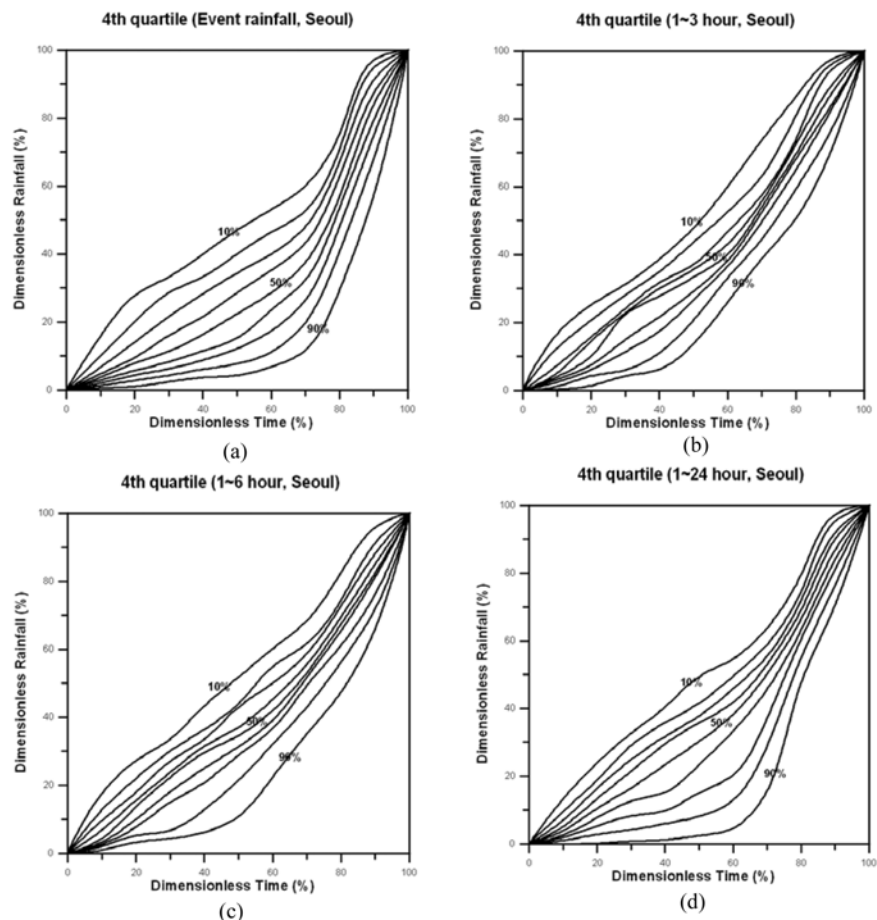 4th quartile (Event rainfall, Seoul)
100
80
60
40
20
0
Dimensionless Rainfall (%)
10%
50%
90%
0 20 40 60 80 100
Dimensionless Time (%)
(a)
4th quartile (1~3 hour, Seoul)
100
80
60
40
20
0
Dimensionless Rainfall (%)
10%
50%
90%
0 20 40 60 80 100
Dimensionless Time (%)
(b)
4th quartile (1~6 hour, Seoul)
100
80
60
40
20
0
Dimensionless Rainfall (%)
10%
50%
90%
0 20 40 60 80 100
Dimensionless Time (%)
(c)
4th quartile (1~24 hour, Seoul)
100
80
60
40
20
0
Dimensionless Rainfall (%)
10%
50%
90%
0 20 40 60 80 100
Dimensionless Time (%)
(d)